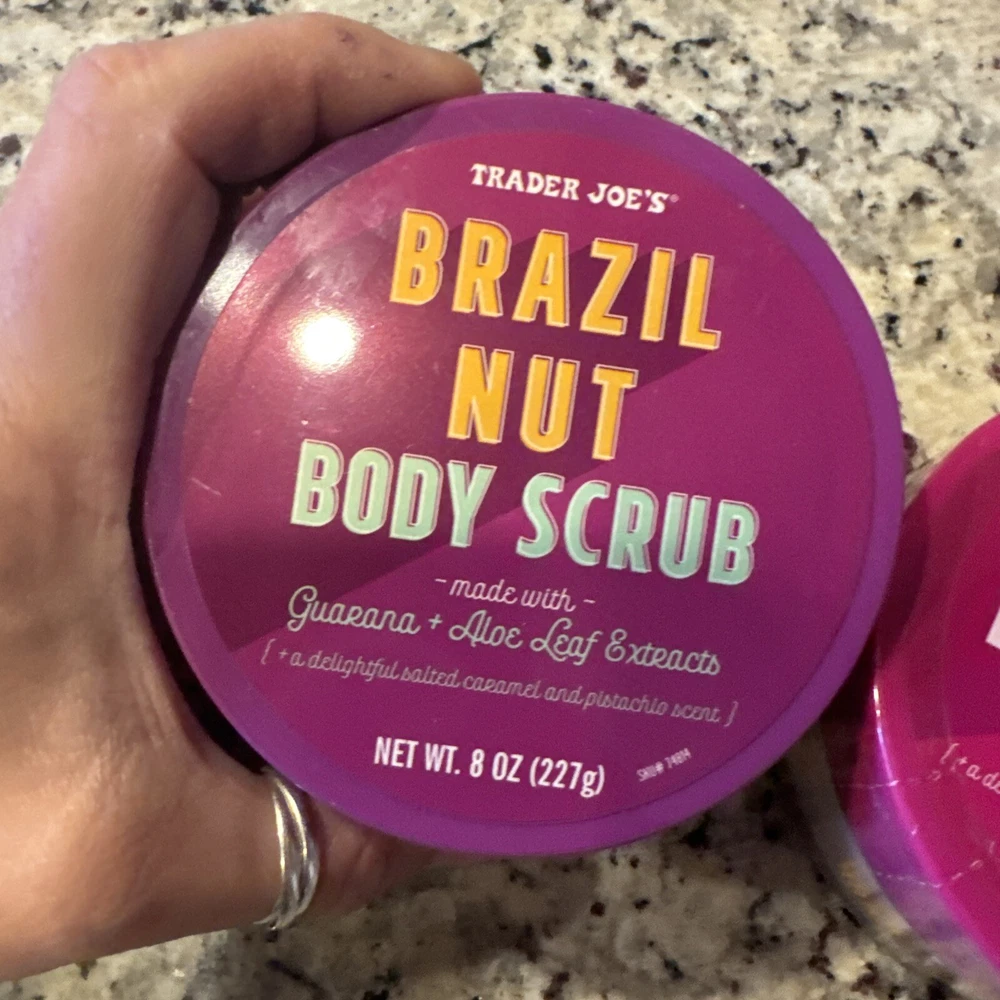 TRADER JOE'S®
BRAZIL
NUT
BODY SCRUB
- made with -
Guarana + Aloe Leaf Extracts
{ + a delightful salted caramel and pistachio scent }
NET WT. 8 OZ (227g)
{ + a